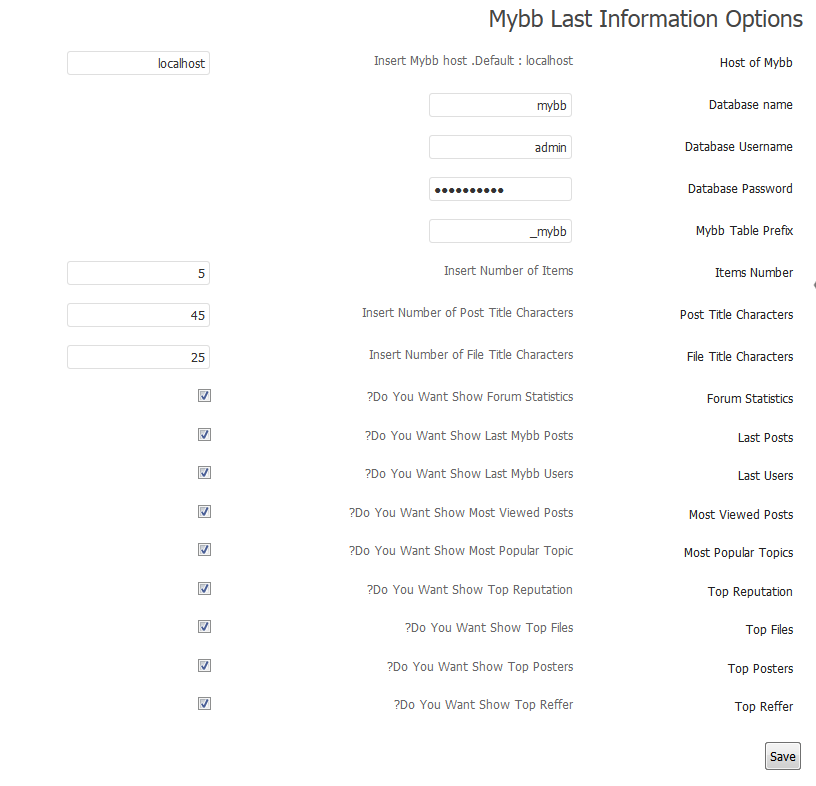 Mybb Last Information Options
Host of Mybb Insert Mybb host .Default : localhost localhost
Database name mybb
Database Username admin
Database Password ●●●●●●●●●●
Mybb Table Prefix _mybb
Items Number Insert Number of Items 5
Post Title Characters Insert Number of Post Title Characters 45
File Title Characters Insert Number of File Title Characters 25
Forum Statistics ?Do You Want Show Forum Statistics
Last Posts ?Do You Want Show Last Mybb Posts
Last Users ?Do You Want Show Last Mybb Users
Most Viewed Posts ?Do You Want Show Most Viewed Posts
Most Popular Topics ?Do You Want Show Most Popular Topic
Top Reputation ?Do You Want Show Top Reputation
Top Files ?Do You Want Show Top Files
Top Posters ?Do You Want Show Top Posters
Top Reffer ?Do You Want Show Top Reffer
Save